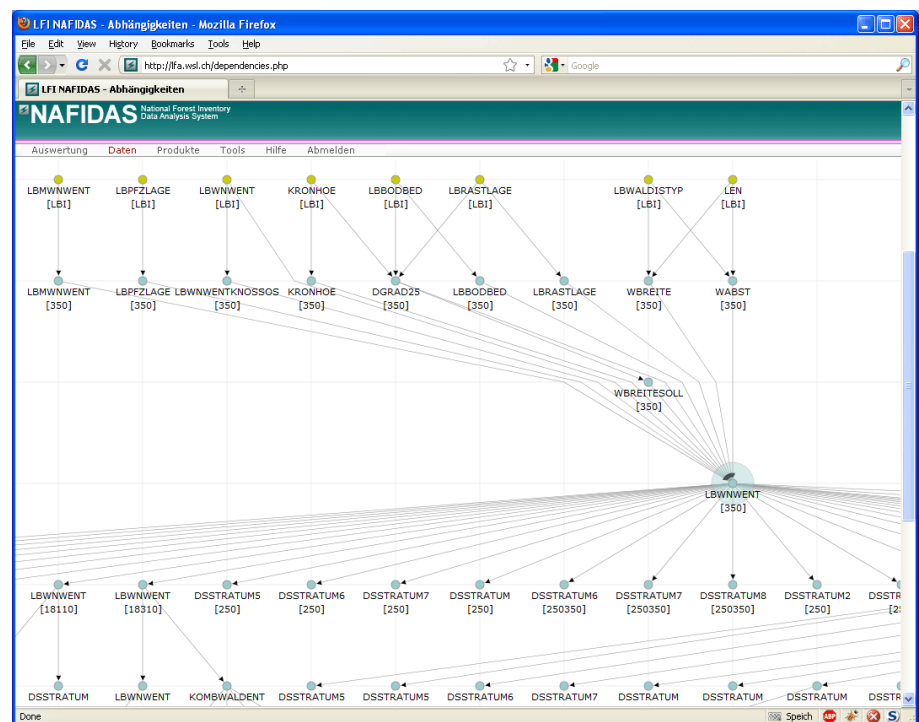 LFI NAFIDAS - Abhängigkeiten - Mozilla Firefox
File Edit View History Bookmarks Tools Help
http://lfa.wsl.ch/dependencies.php
Google
LFI NAFIDAS - Abhängigkeiten
NAFIDAS National Forest Inventory
Data Analysis System
Auswertung Daten Produkte Tools Hilfe Abmelden
LBMWNWENT LBPFZLAGE LBWNWENT KRONHOE LBBODBED LBRASTLAGE LBWALDISTYP LEN
[LBI] [LBI] [LBI] [LBI] [LBI] [LBI] [LBI] [LBI]
LBMWNWENT LBPFZLAGE LBWNWENTKNOSSOS KRONHOE DGRAD25 LBBODBED LBRASTLAGE WBREITE WABST
[350] [350] [350] [350] [350] [350] [350] [350] [350]
WBREITESOLL
[350]
LBWNWENT
[350]
LBWNWENT LBWNWENT DSSTRATUM5 DSSTRATUM6 DSSTRATUM7 DSSTRATUM DSSTRATUM6 DSSTRATUM7 DSSTRATUM8 DSSTRATUM2 DSSTR
[18110] [18310] [250] [250] [250] [250] [250350] [250350] [250350] [250] [25
DSSTRATUM LBWNWENT KOMBWALDENT DSSTRATUM5 DSSTRATUM5 DSSTRATUM6 DSSTRATUM7 DSSTRATUM DSSTRATUM DSSTRATUM DSSTR
Done
Speich ABP S